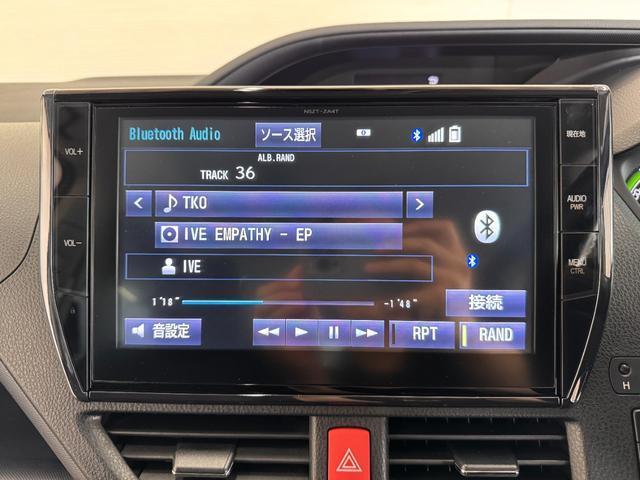 NSZT-ZA4T
VOL+
VOL-
Bluetooth Audio
ソース選択
ALB.RAND
TRACK 36
TKO
IVE EMPATHY - EP
IVE
1'18"
-1'48"
接続
音設定
RPT
RAND
現在地
AUDIO
PWR
MENU
CTRL
H